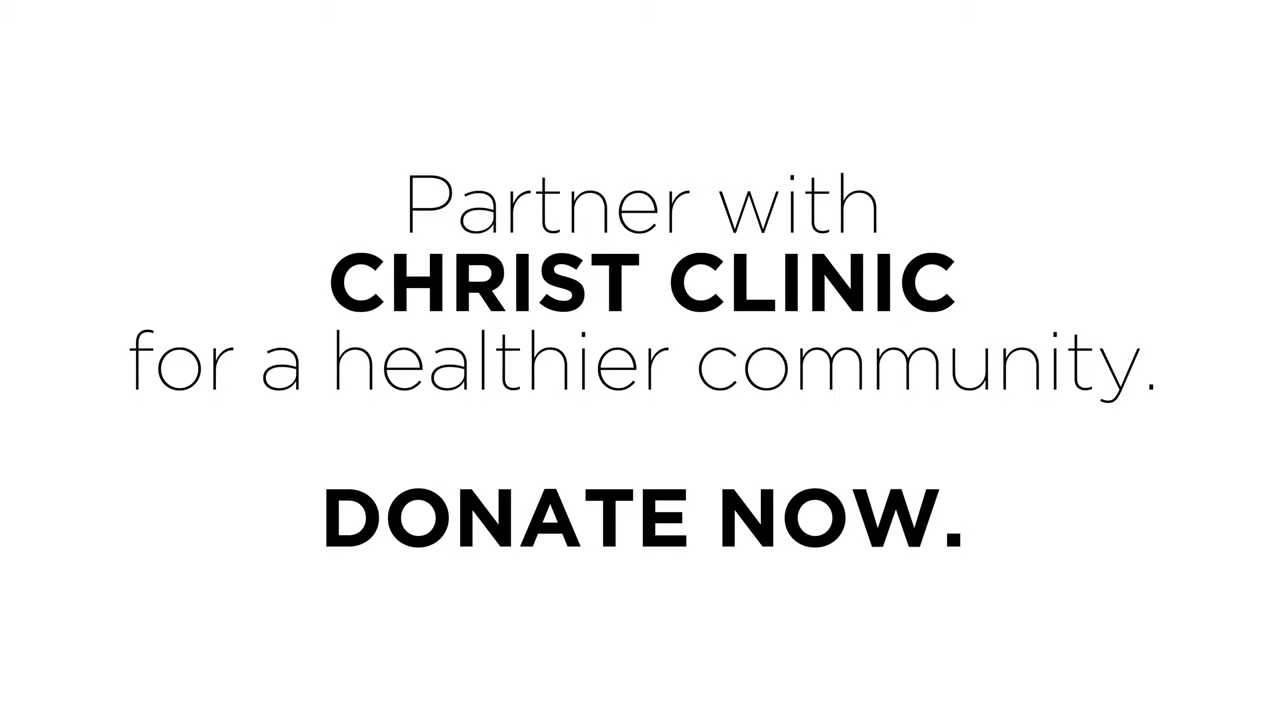 Partner with
CHRIST CLINIC
for a healthier community.
DONATE NOW.